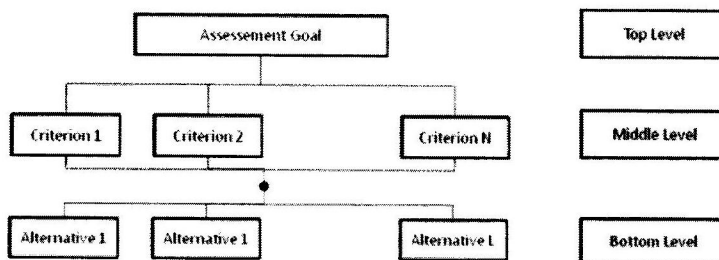 Assessement Goal
Top Level
Criterion 1
Criterion 2
Criterion N
Middle Level
Alternative 1
Alternative 1
Alternative L
Bottom Level